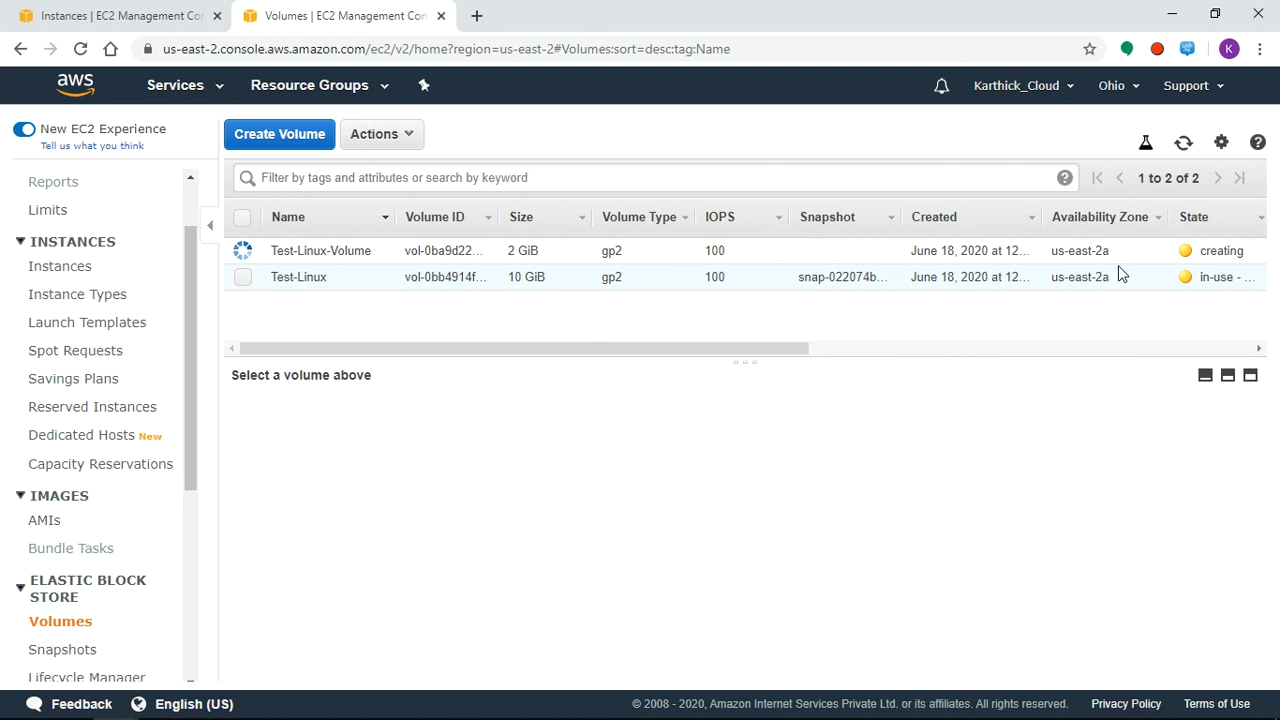 Instances | EC2 Management Con
Volumes | EC2 Management Con
us-east-2.console.aws.amazon.com/ec2/v2/home?region=us-east-2#Volumes:sort=desc:tag:Name
K
aws
Services
Resource Groups
Karthick_Cloud
Ohio
Support
New EC2 Experience
Tell us what you think
Reports
Limits
INSTANCES
Instances
Instance Types
Launch Templates
Spot Requests
Savings Plans
Reserved Instances
Dedicated Hosts New
Capacity Reservations
IMAGES
AMIs
Bundle Tasks
ELASTIC BLOCK
STORE
Volumes
Snapshots
Lifecycle Manager
Create Volume
Actions
Filter by tags and attributes or search by keyword
1 to 2 of 2
Name Volume ID Size Volume Type IOPS Snapshot Created Availability Zone State
Test-Linux-Volume vol-0ba9d22... 2 GiB gp2 100 June 18, 2020 at 12... us-east-2a creating
Test-Linux vol-0bb4914f... 10 GiB gp2 100 snap-022074b... June 18, 2020 at 12... us-east-2a in-use - ...
Select a volume above
Feedback
English (US)
© 2008 - 2020, Amazon Internet Services Private Ltd. or its affiliates. All rights reserved.
Privacy Policy
Terms of Use